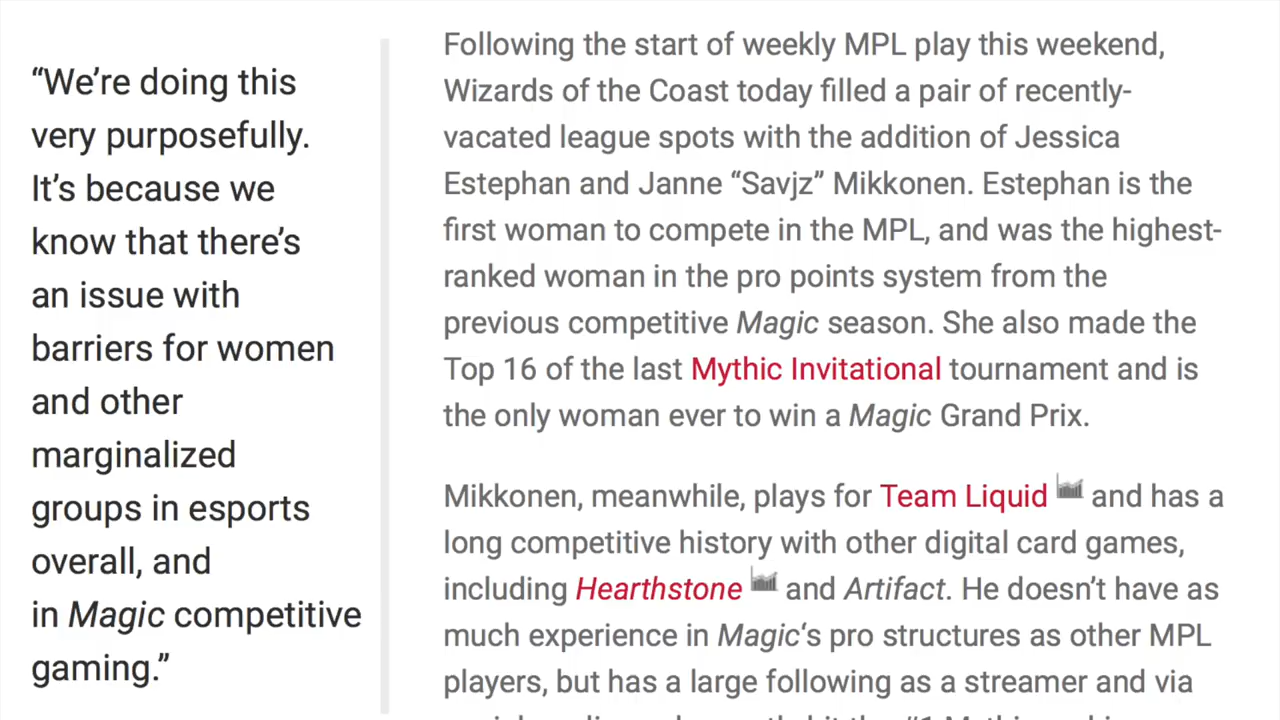 “We’re doing this
very purposefully.
It’s because we
know that there’s
an issue with
barriers for women
and other
marginalized
groups in esports
overall, and
in Magic competitive
gaming.”
Following the start of weekly MPL play this weekend,
Wizards of the Coast today filled a pair of recently-
vacated league spots with the addition of Jessica
Estephan and Janne “Savjz” Mikkonen. Estephan is the
first woman to compete in the MPL, and was the highest-
ranked woman in the pro points system from the
previous competitive Magic season. She also made the
Top 16 of the last Mythic Invitational tournament and is
the only woman ever to win a Magic Grand Prix.
Mikkonen, meanwhile, plays for Team Liquid and has a
long competitive history with other digital card games,
including Hearthstone and Artifact. He doesn’t have as
much experience in Magic‘s pro structures as other MPL
players, but has a large following as a streamer and via